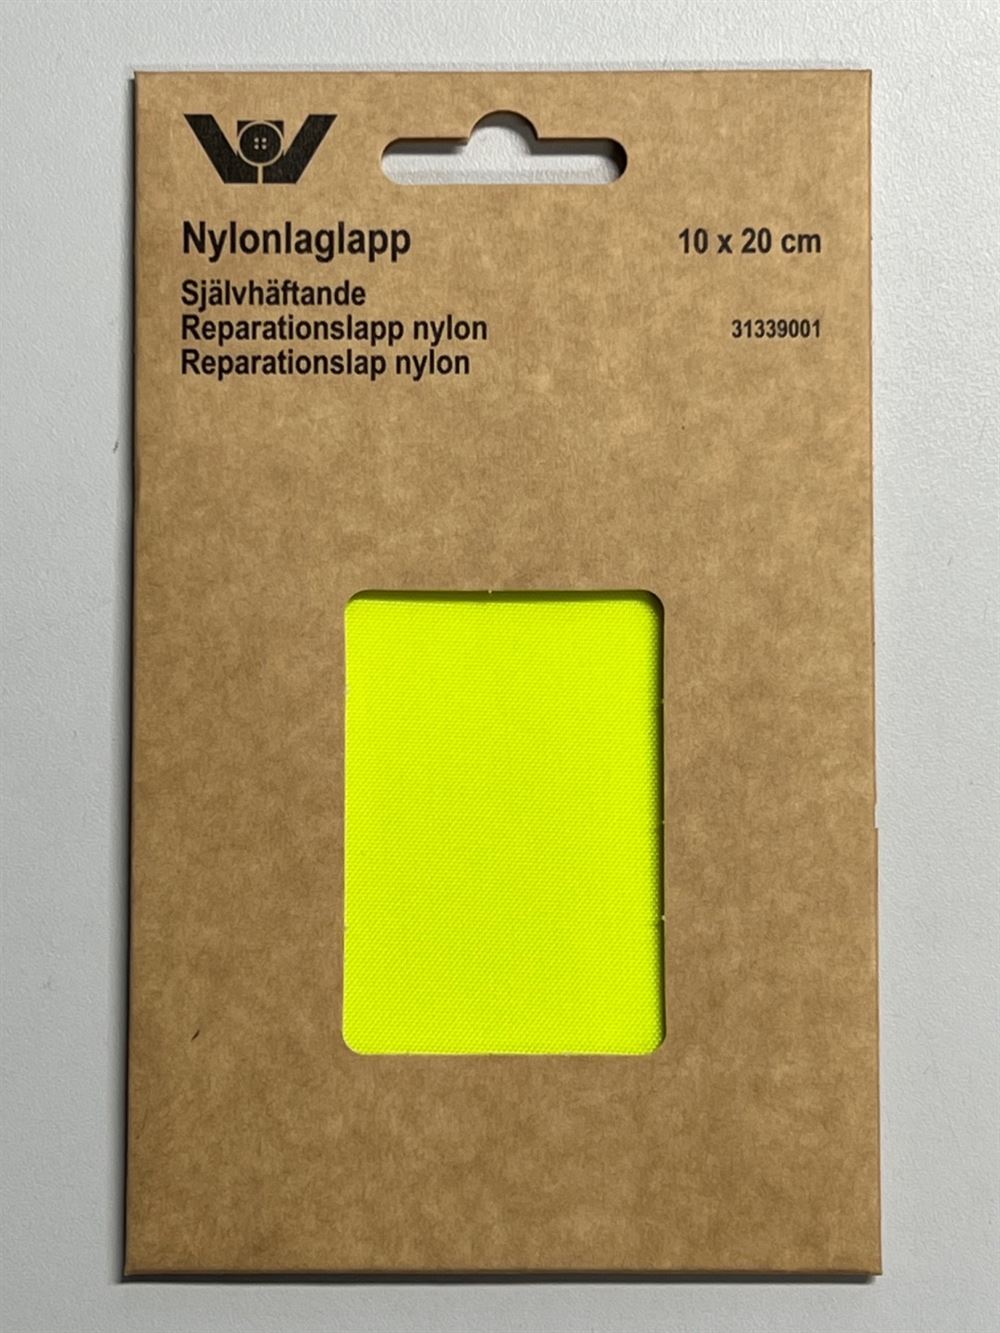 Nylonlaglapp 10 x 20 cm
Självhäftande
Reparationslapp nylon 31339001
Reparationslap nylon